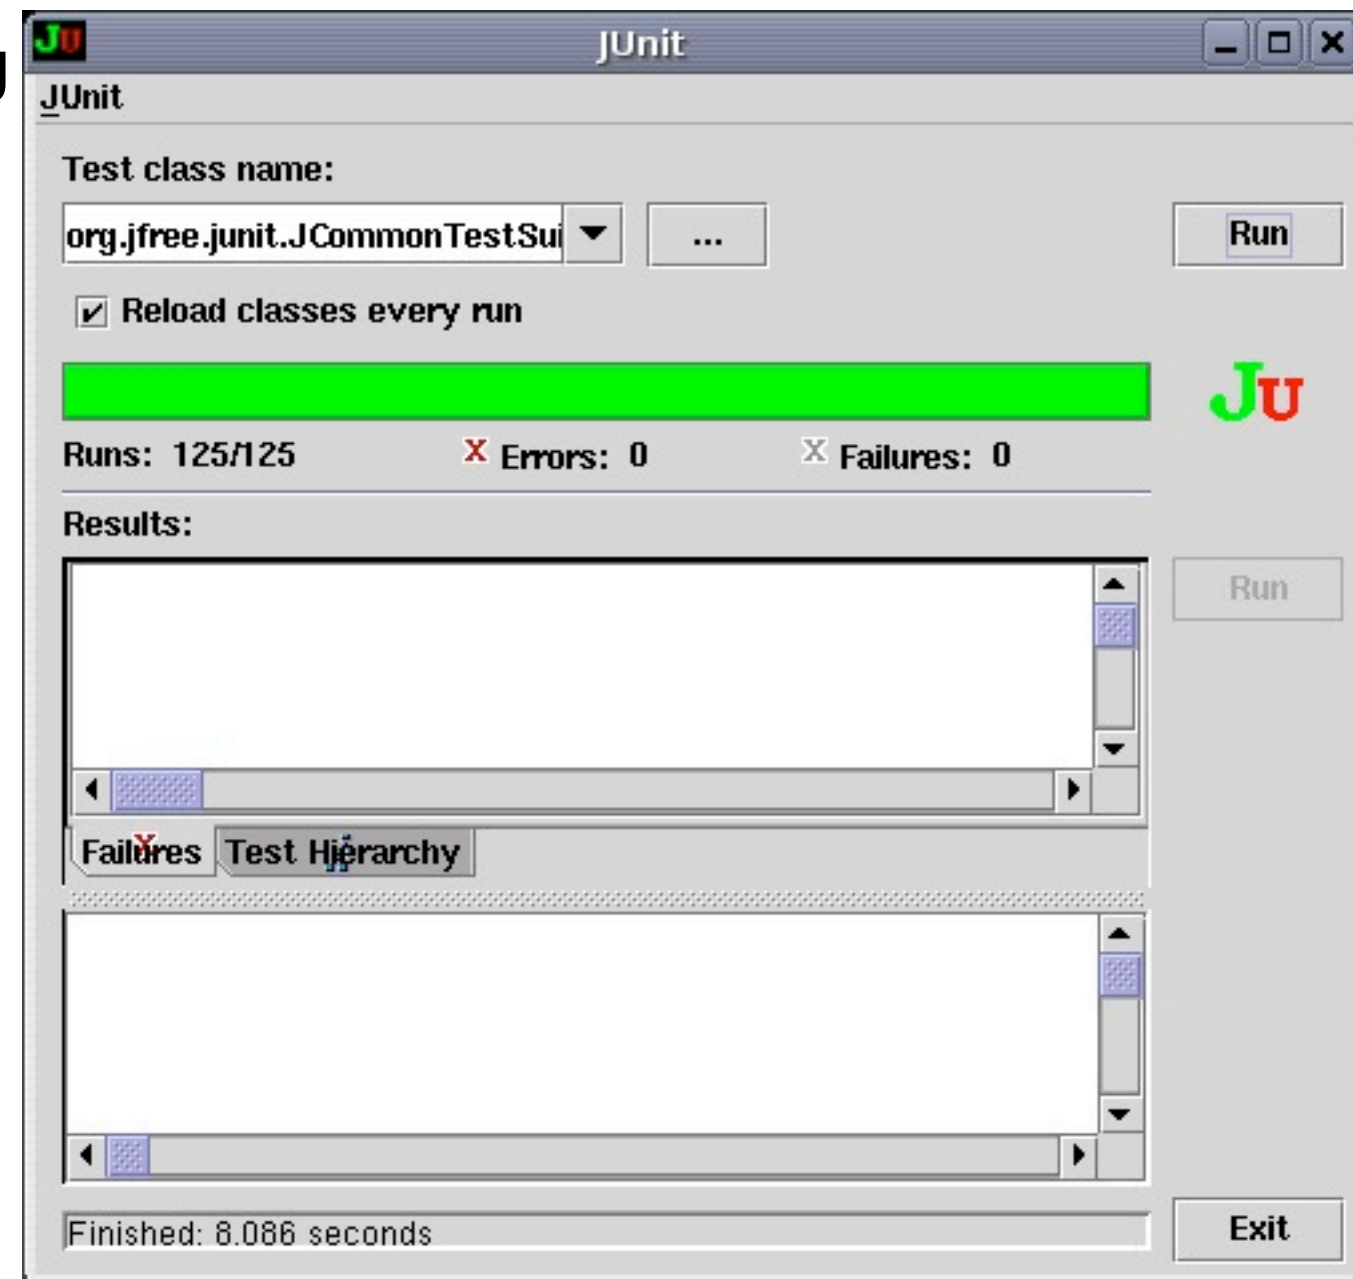 JU JUnit
JUnit
Test class name:
org.jfree.junit.JCommonTestSui ... Run
Reload classes every run
JU
Runs: 125/125 X Errors: 0 X Failures: 0
Results:
Run
Failures Test Hierarchy
Finished: 8.086 seconds Exit